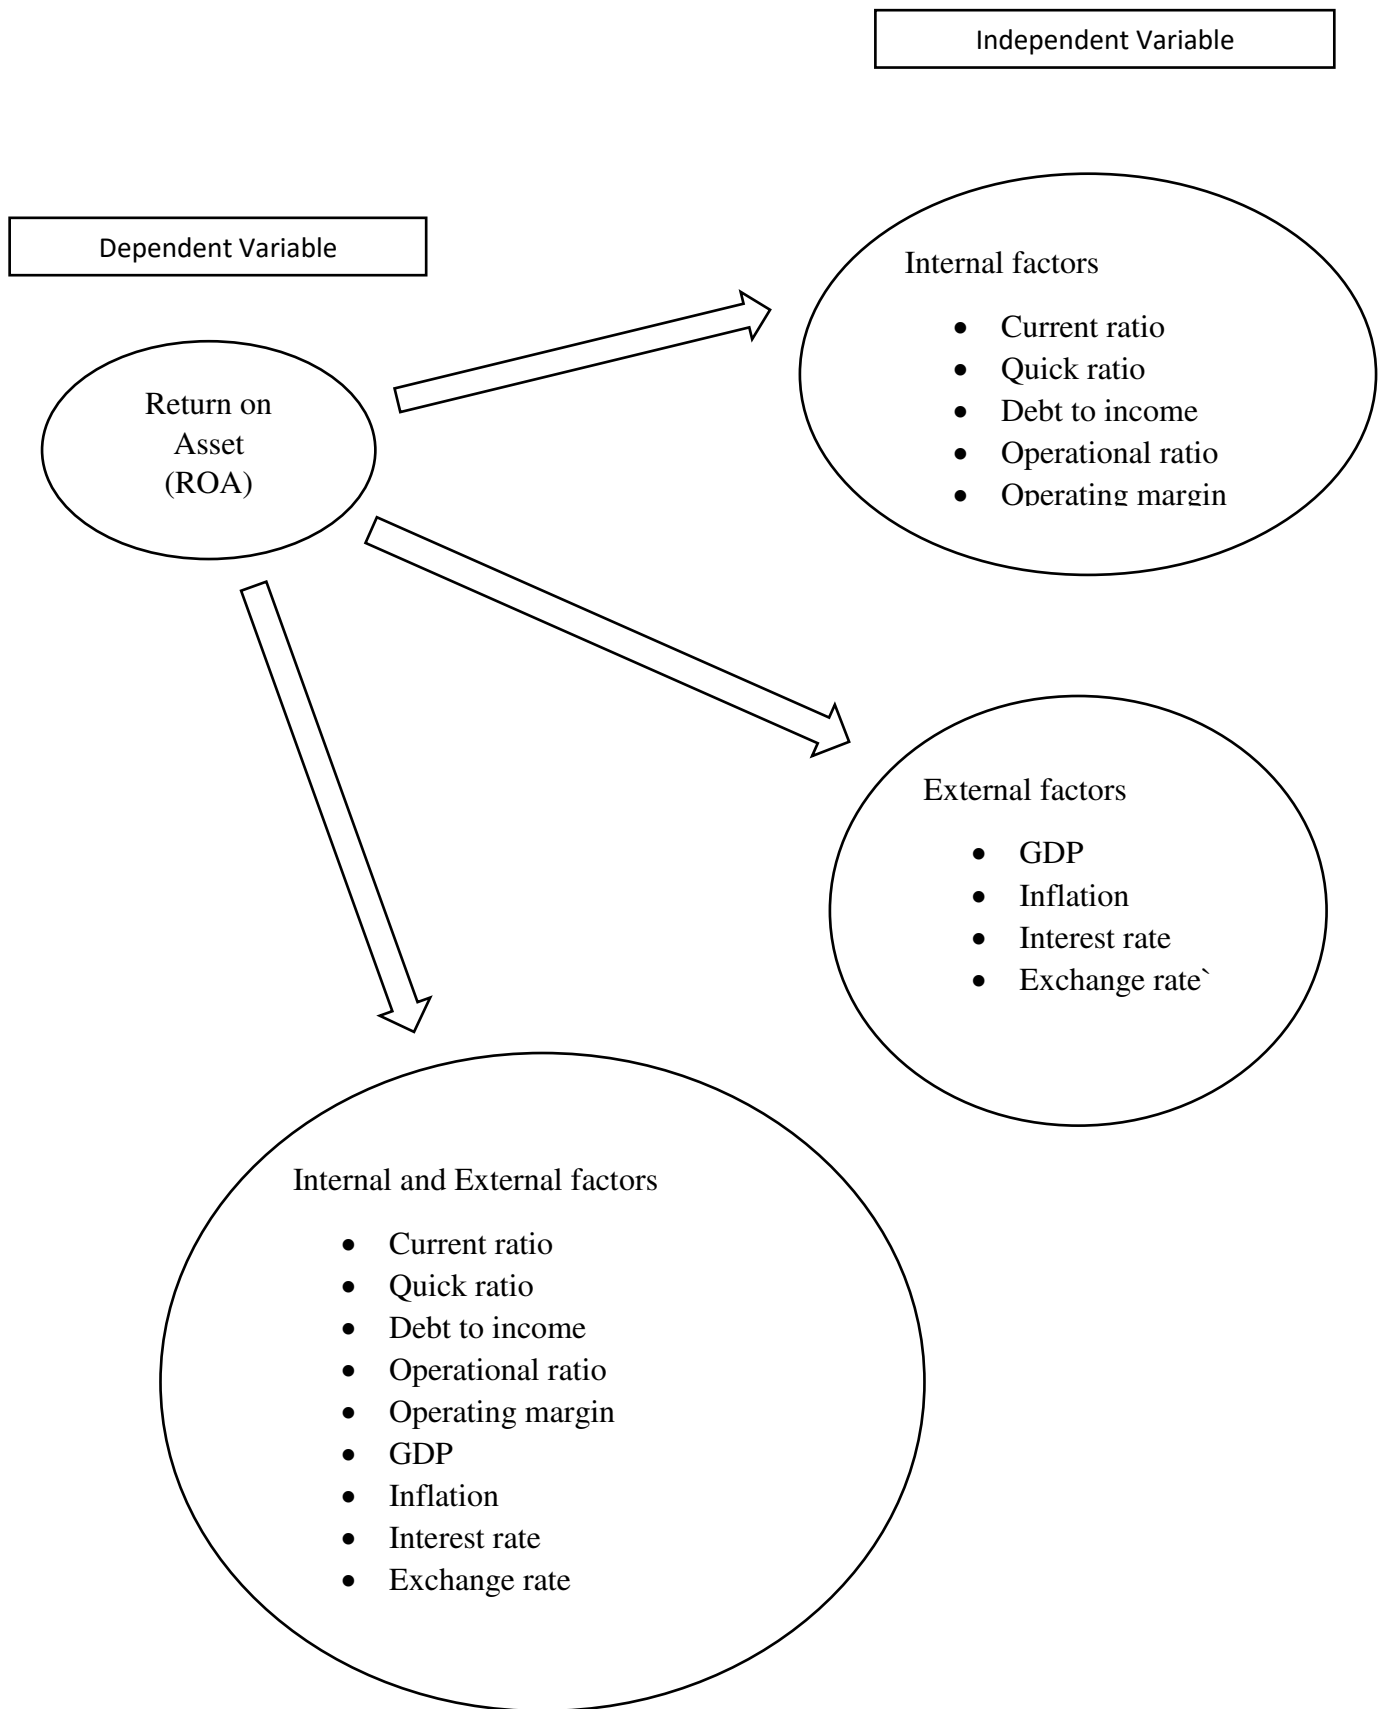 Independent Variable
Dependent Variable
Internal factors
• Current ratio
• Quick ratio
• Debt to income
• Operational ratio
• Operating margin
Return on
Asset
(ROA)
External factors
• GDP
• Inflation
• Interest rate
• Exchange rate`
Internal and External factors
• Current ratio
• Quick ratio
• Debt to income
• Operational ratio
• Operating margin
• GDP
• Inflation
• Interest rate
• Exchange rate